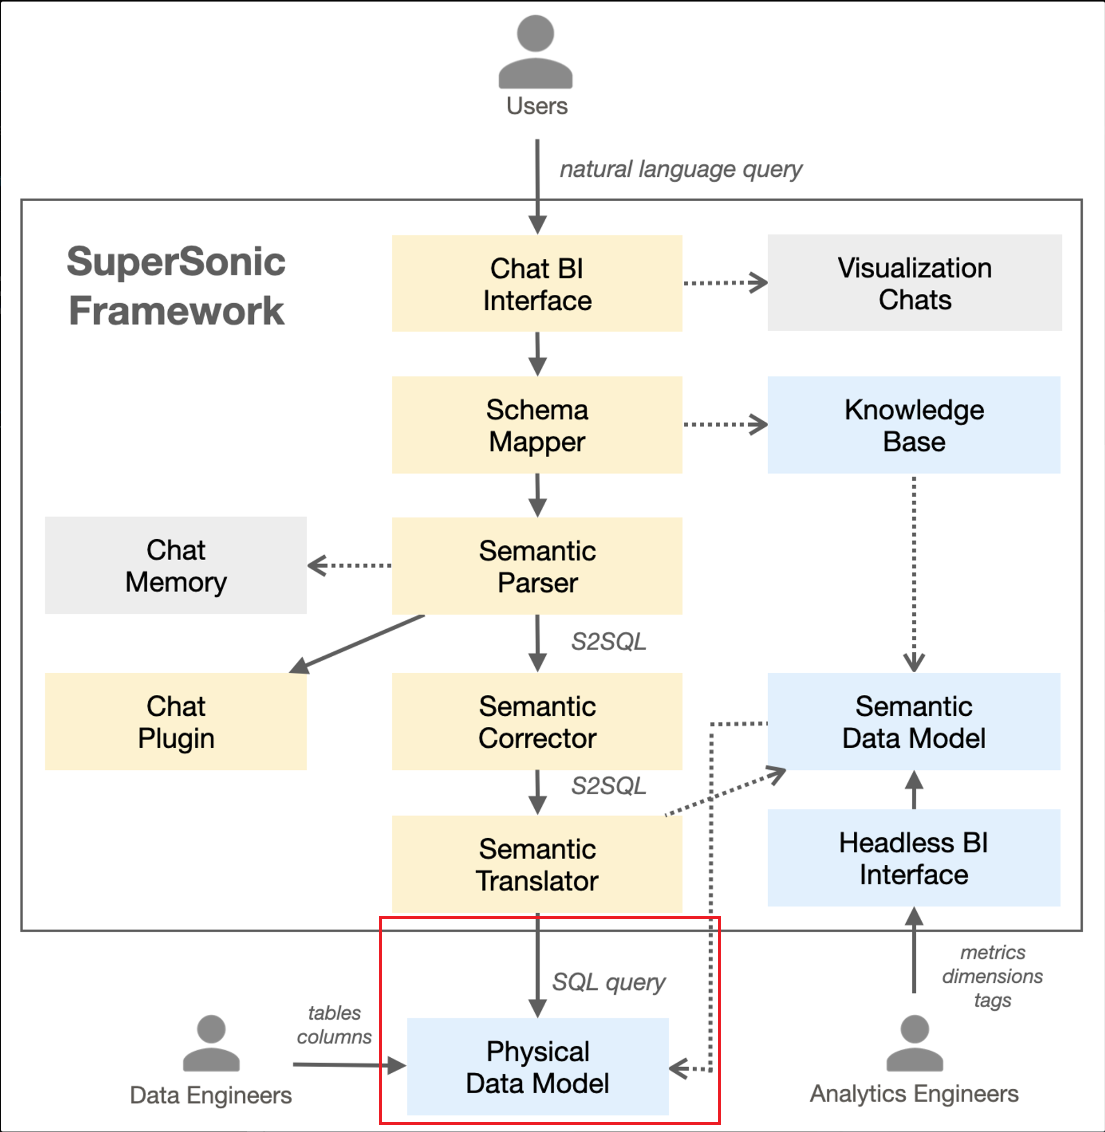 Users
natural language query
SuperSonic
Framework
Chat BI
Interface
Visualization
Chats
Schema
Mapper
Knowledge
Base
Chat
Memory
Semantic
Parser
S2SQL
Chat
Plugin
Semantic
Corrector
Semantic
Data Model
S2SQL
Semantic
Translator
Headless BI
Interface
SQL query
metrics
dimensions
tags
tables
columns
Physical
Data Model
Data Engineers
Analytics Engineers